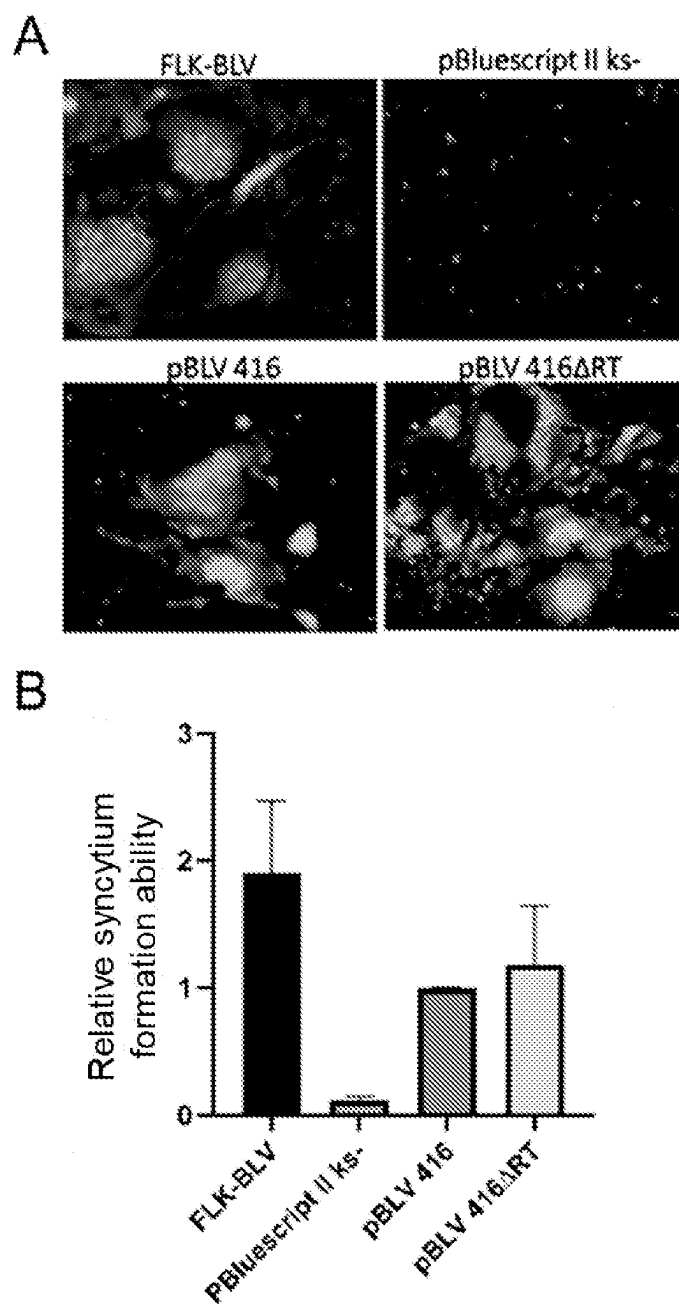 A
FLK-BLV
pBluescript II ks-
pBLV 416
pBLV 416ΔRT
B
Relative syncytium
formation ability
3
2
1
0
FLK-BLV
PBluescript II ks-
pBLV 416
pBLV 416ΔRT